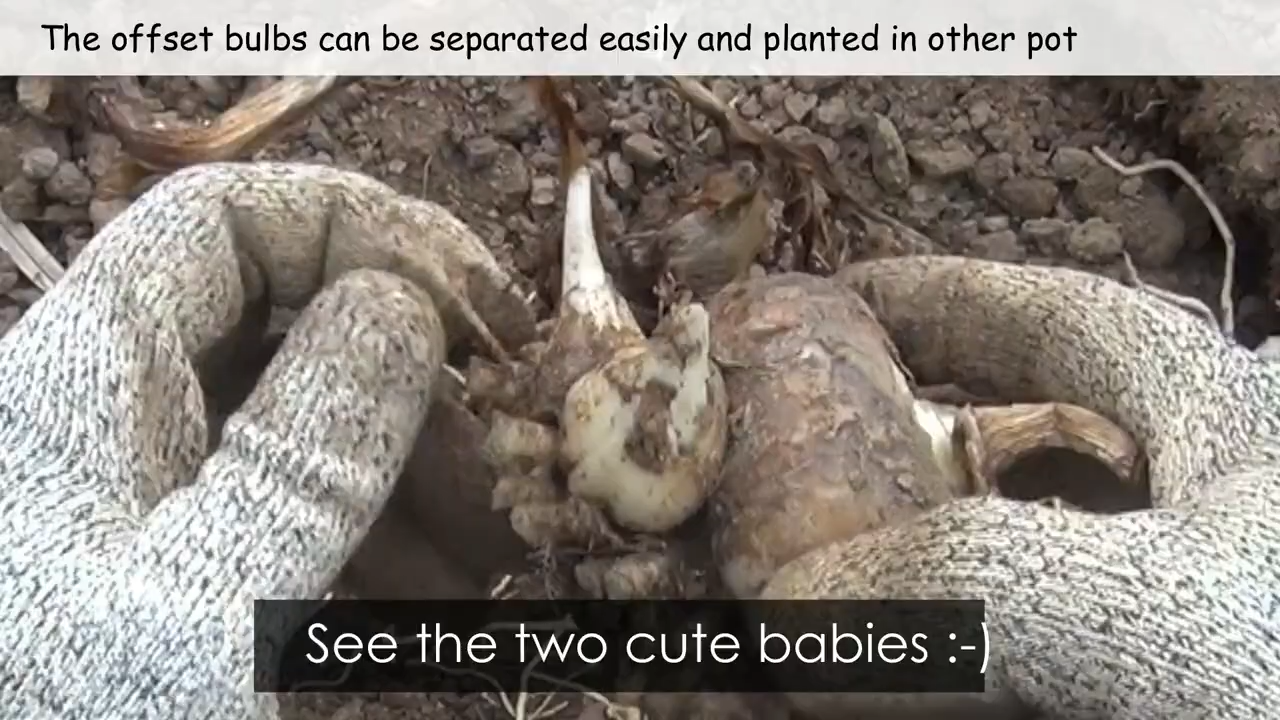 The offset bulbs can be separated easily and planted in other pot
See the two cute babies :-)